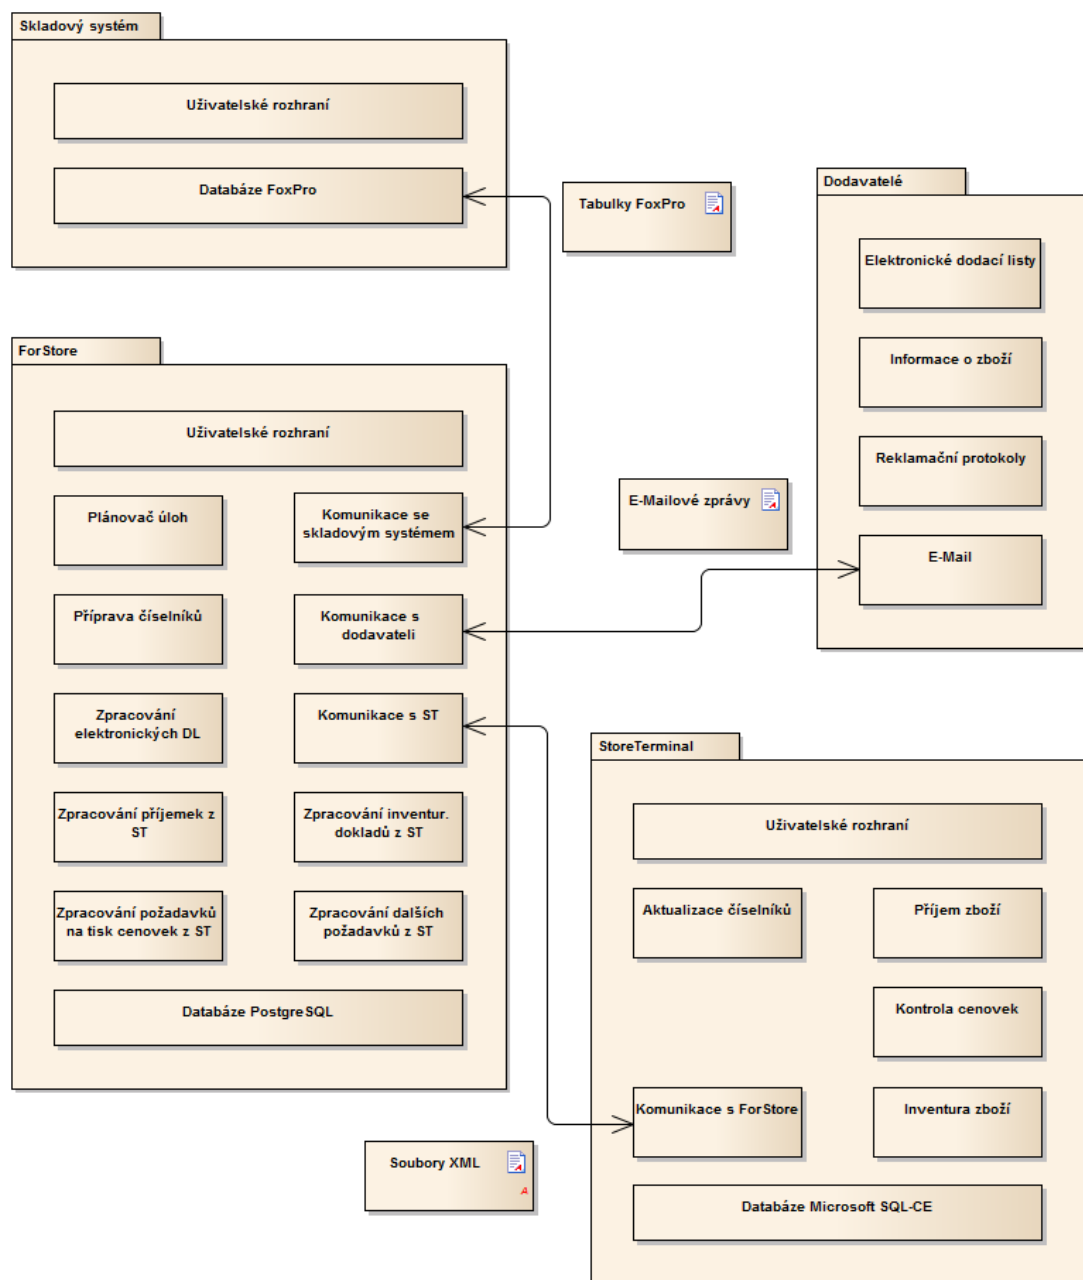 Skladový systém
Uživatelské rozhraní
Databáze FoxPro
Tabulky FoxPro
Dodavatelé
Elektronické dodací listy
Informace o zboží
Reklamační protokoly
E-Mail
E-Mailové zprávy
ForStore
Uživatelské rozhraní
Plánovač úloh
Komunikace se
skladovým systémem
Příprava číselníků
Komunikace s
dodavateli
Zpracování
elektronických DL
Komunikace s ST
Zpracování příjemek z
ST
Zpracování inventur.
dokladů z ST
Zpracování požadavků
na tisk cenovek z ST
Zpracování dalších
požadavků z ST
Databáze PostgreSQL
StoreTerminal
Uživatelské rozhraní
Aktualizace číselníků
Příjem zboží
Kontrola cenovek
Komunikace s ForStore
Inventura zboží
Databáze Microsoft SQL-CE
Soubory XML
A